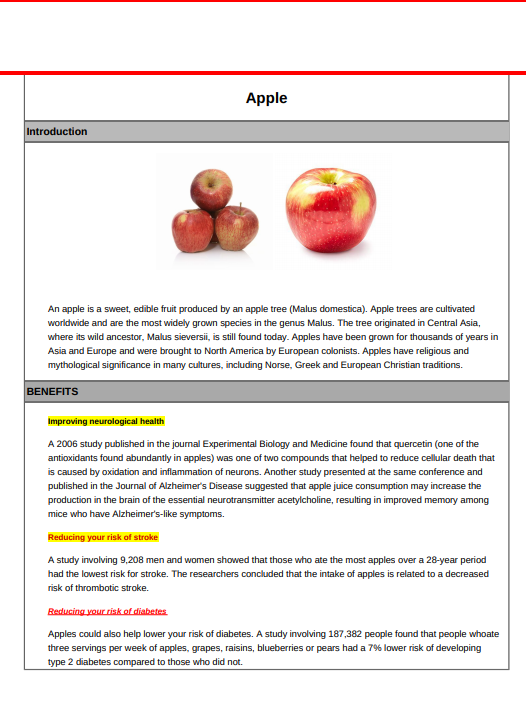 Apple
Introduction
An apple is a sweet, edible fruit produced by an apple tree (Malus domestica). Apple trees are cultivated
worldwide and are the most widely grown species in the genus Malus. The tree originated in Central Asia,
where its wild ancestor, Malus sieversii, is still found today. Apples have been grown for thousands of years in
Asia and Europe and were brought to North America by European colonists. Apples have religious and
mythological significance in many cultures, including Norse, Greek and European Christian traditions.
BENEFITS
Improving neurological health
A 2006 study published in the journal Experimental Biology and Medicine found that quercetin (one of the
antioxidants found abundantly in apples) was one of two compounds that helped to reduce cellular death that
is caused by oxidation and inflammation of neurons. Another study presented at the same conference and
published in the Journal of Alzheimer's Disease suggested that apple juice consumption may increase the
production in the brain of the essential neurotransmitter acetylcholine, resulting in improved memory among
mice who have Alzheimer's-like symptoms.
Reducing your risk of stroke
A study involving 9,208 men and women showed that those who ate the most apples over a 28-year period
had the lowest risk for stroke. The researchers concluded that the intake of apples is related to a decreased
risk of thrombotic stroke.
Reducing your risk of diabetes
Apples could also help lower your risk of diabetes. A study involving 187,382 people found that people whoate
three servings per week of apples, grapes, raisins, blueberries or pears had a 7% lower risk of developing
type 2 diabetes compared to those who did not.